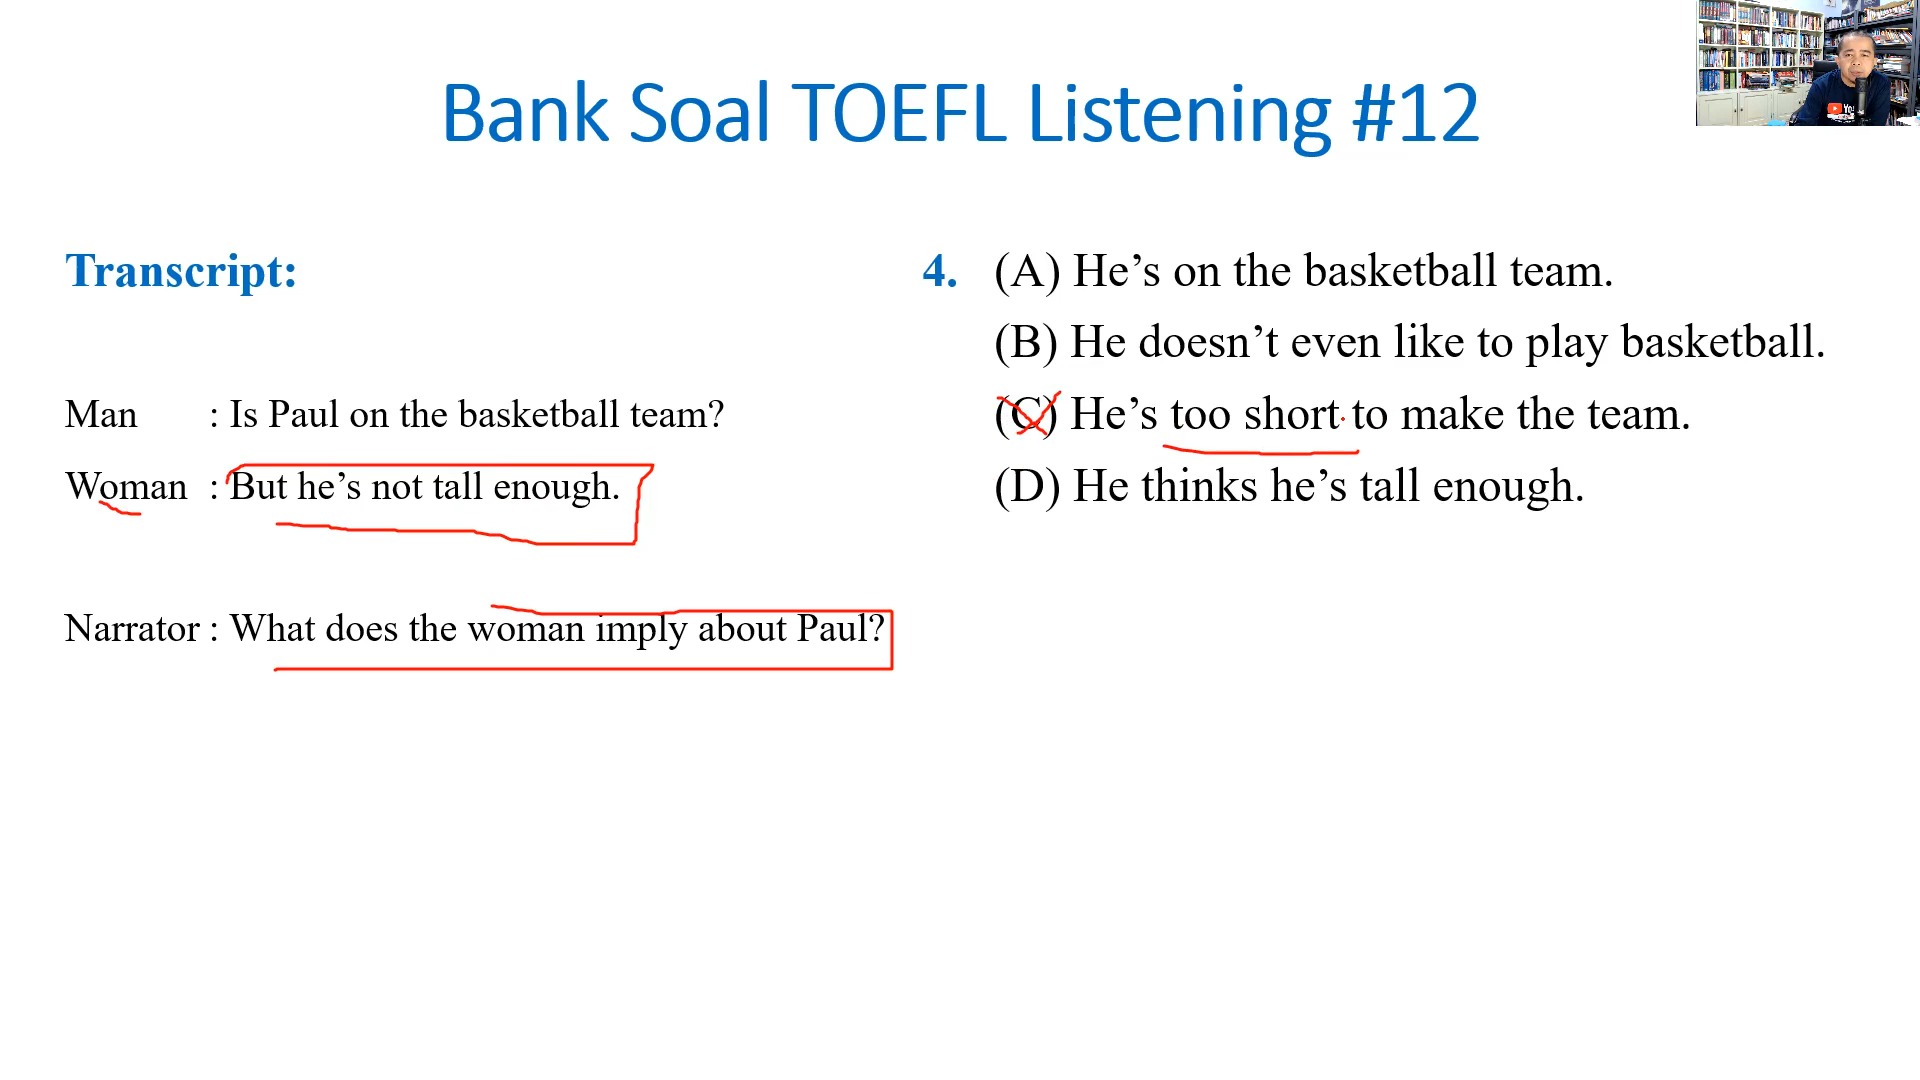 Bank Soal TOEFL Listening #12
Transcript:
Man : Is Paul on the basketball team?
Woman : But he's not tall enough.
Narrator : What does the woman imply about Paul?
4. (A) He’s on the basketball team.
(B) He doesn’t even like to play basketball.
(C) He’s too short to make the team.
(D) He thinks he’s tall enough.